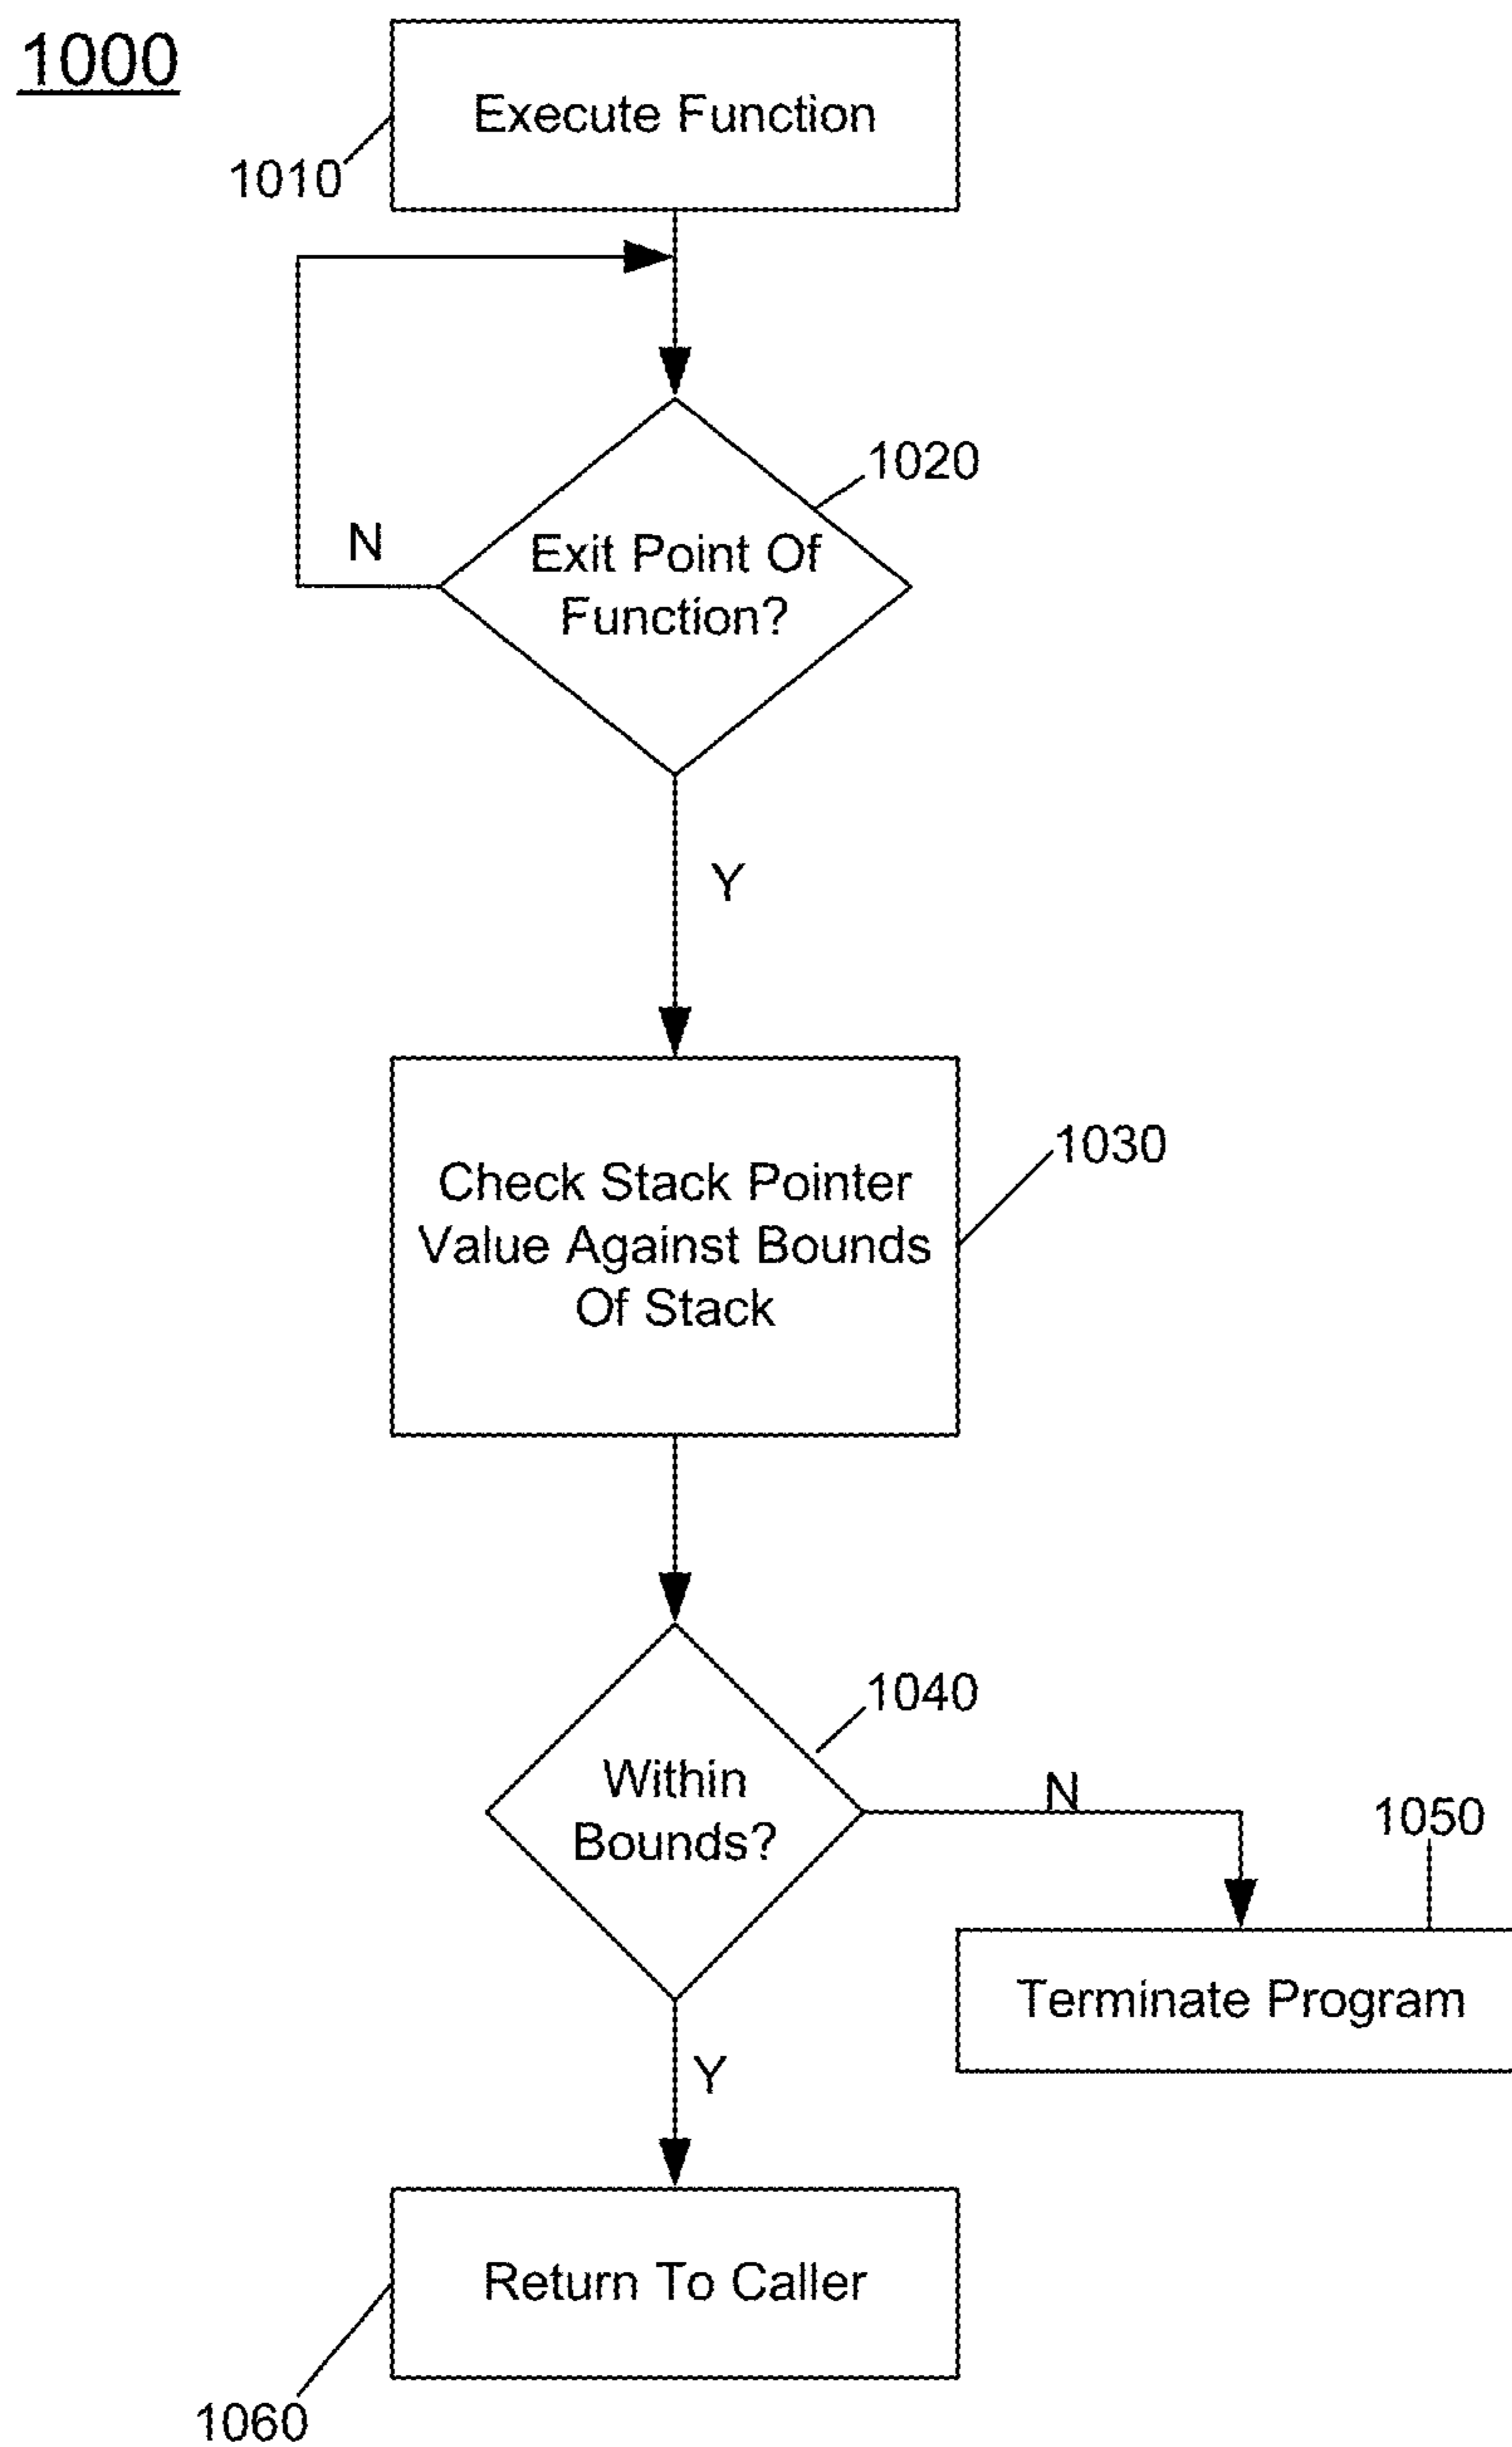 1000
Execute Function
1010
1020
N
Exit Point Of
Function?
Y
1030
Check Stack Pointer
Value Against Bounds
Of Stack
1040
Within
Bounds?
N
1050
Terminate Program
Y
Return To Caller
1060